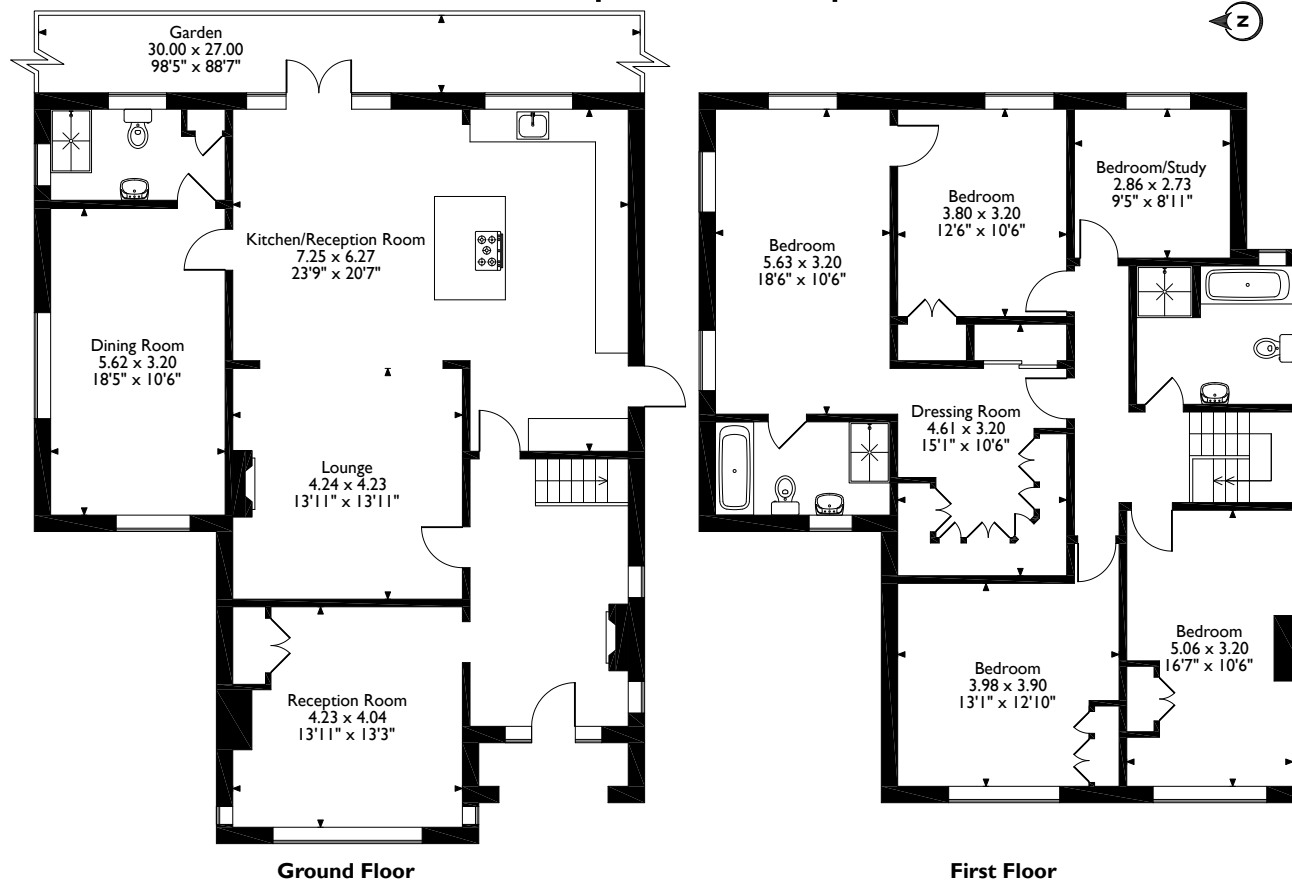 Garden
30.00 x 27.00
98'5" x 88'7"
N
Kitchen/Reception Room
7.25 x 6.27
23'9" x 20'7"
Dining Room
5.62 x 3.20
18'5" x 10'6"
Lounge
4.24 x 4.23
13'11" x 13'11"
Reception Room
4.23 x 4.04
13'11" x 13'3"
Ground Floor
Bedroom
5.63 x 3.20
18'6" x 10'6"
Bedroom
3.80 x 3.20
12'6" x 10'6"
Bedroom/Study
2.86 x 2.73
9'5" x 8'11"
Dressing Room
4.61 x 3.20
15'1" x 10'6"
Bedroom
3.98 x 3.90
13'1" x 12'10"
Bedroom
5.06 x 3.20
16'7" x 10'6"
First Floor